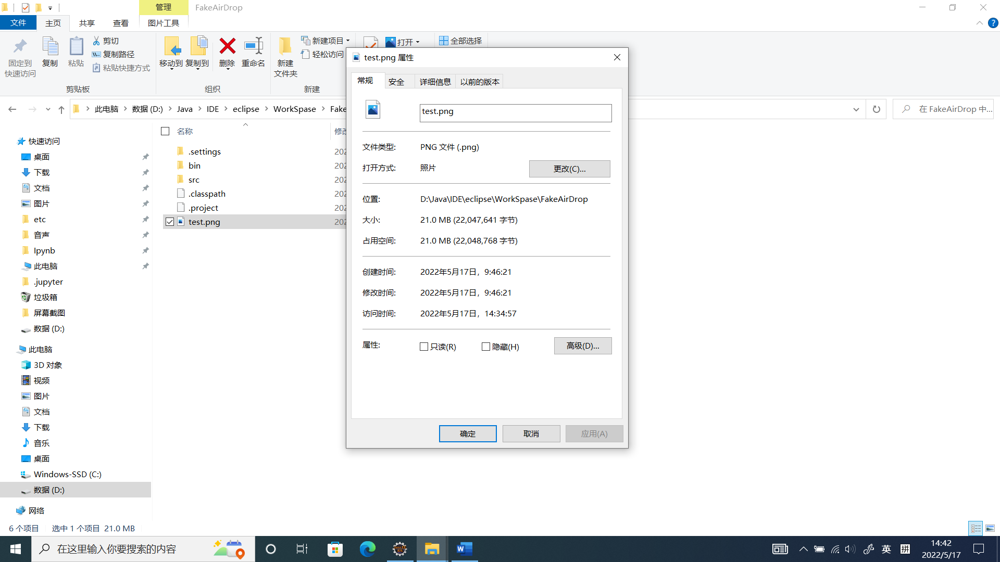 管理
FakeAirDrop
文件
主页
共享
查看
图片工具
固定到
快速访问
复制
粘贴
剪切
复制路径
粘贴快捷方式
剪贴板
移动到
复制到
删除
重命名
组织
新建
文件夹
新建项目
轻松访问
新建
打开
全部选择
此电脑
数据 (D:)
Java
IDE
eclipse
WorkSpase
Fake
在 FakeAirDrop 中...
快速访问
桌面
下载
文档
图片
etc
音声
Ipynb
此电脑
.jupyter
垃圾箱
屏幕截图
数据 (D:)
此电脑
3D 对象
视频
图片
文档
下载
音乐
桌面
Windows-SSD (C:)
数据 (D:)
网络
名称
修改
.settings
202
bin
202
src
202
.classpath
202
.project
202
test.png
202
test.png 属性
常规
安全
详细信息
以前的版本
test.png
文件类型:
PNG 文件 (.png)
打开方式:
照片
更改(C)...
位置:
D:\Java\IDE\eclipse\WorkSpase\FakeAirDrop
大小:
21.0 MB (22,047,641 字节)
占用空间:
21.0 MB (22,048,768 字节)
创建时间:
2022年5月17日，9:46:21
修改时间:
2022年5月17日，9:46:21
访问时间:
2022年5月17日，14:34:57
属性:
只读(R)
隐藏(H)
高级(D)...
确定
取消
应用(A)
6 个项目
选中 1 个项目 21.0 MB
在这里输入你要搜索的内容
英
拼
14:42
2022/5/17